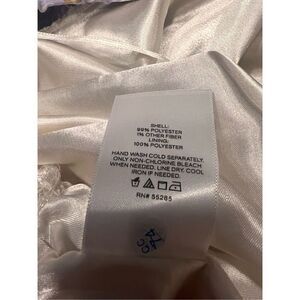 SHELL:
99% POLYESTER
1% OTHER FIBER
LINING:
100% POLYESTER
HAND WASH COLD SEPARATELY.
ONLY NON-CHLORINE BLEACH
WHEN NEEDED. LINE DRY. COOL
IRON IF NEEDED.
RN# 55285